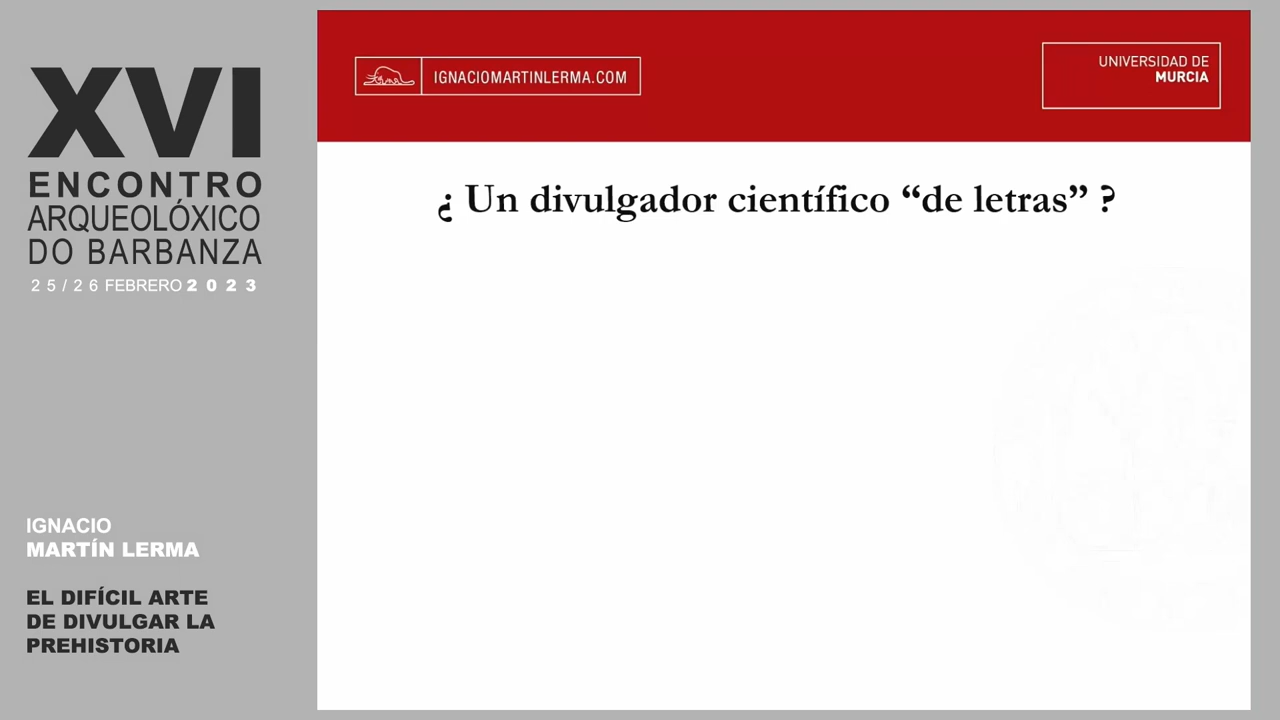 XVI
ENCONTRO
ARQUEOLÓXICO
DO BARBANZA
25/26 FEBRERO 2023
IGNACIO
MARTÍN LERMA
EL DIFÍCIL ARTE
DE DIVULGAR LA
PREHISTORIA
IGNACIOMARTINLERMA.COM
UNIVERSIDAD DE
MURCIA
¿ Un divulgador científico “de letras” ?